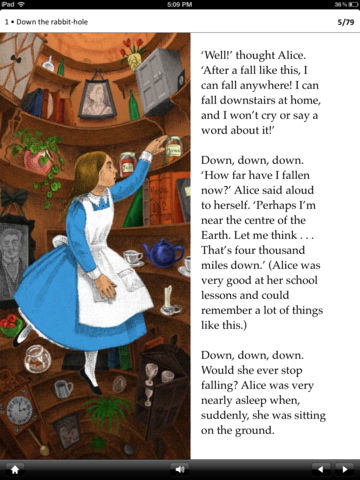 iPad 5:09 PM 36 %
1 • Down the rabbit-hole 5/79
‘Well!’ thought Alice.
‘After a fall like this, I
can fall anywhere! I can
fall downstairs at home,
and I won’t cry or say a
word about it!’
Down, down, down.
‘How far have I fallen
now?’ Alice said aloud
to herself. ‘Perhaps I’m
near the centre of the
Earth. Let me think . . .
That’s four thousand
miles down.’ (Alice was
very good at her school
lessons and could
remember a lot of things
like this.)
Down, down, down.
Would she ever stop
falling? Alice was very
nearly asleep when,
suddenly, she was sitting
on the ground.